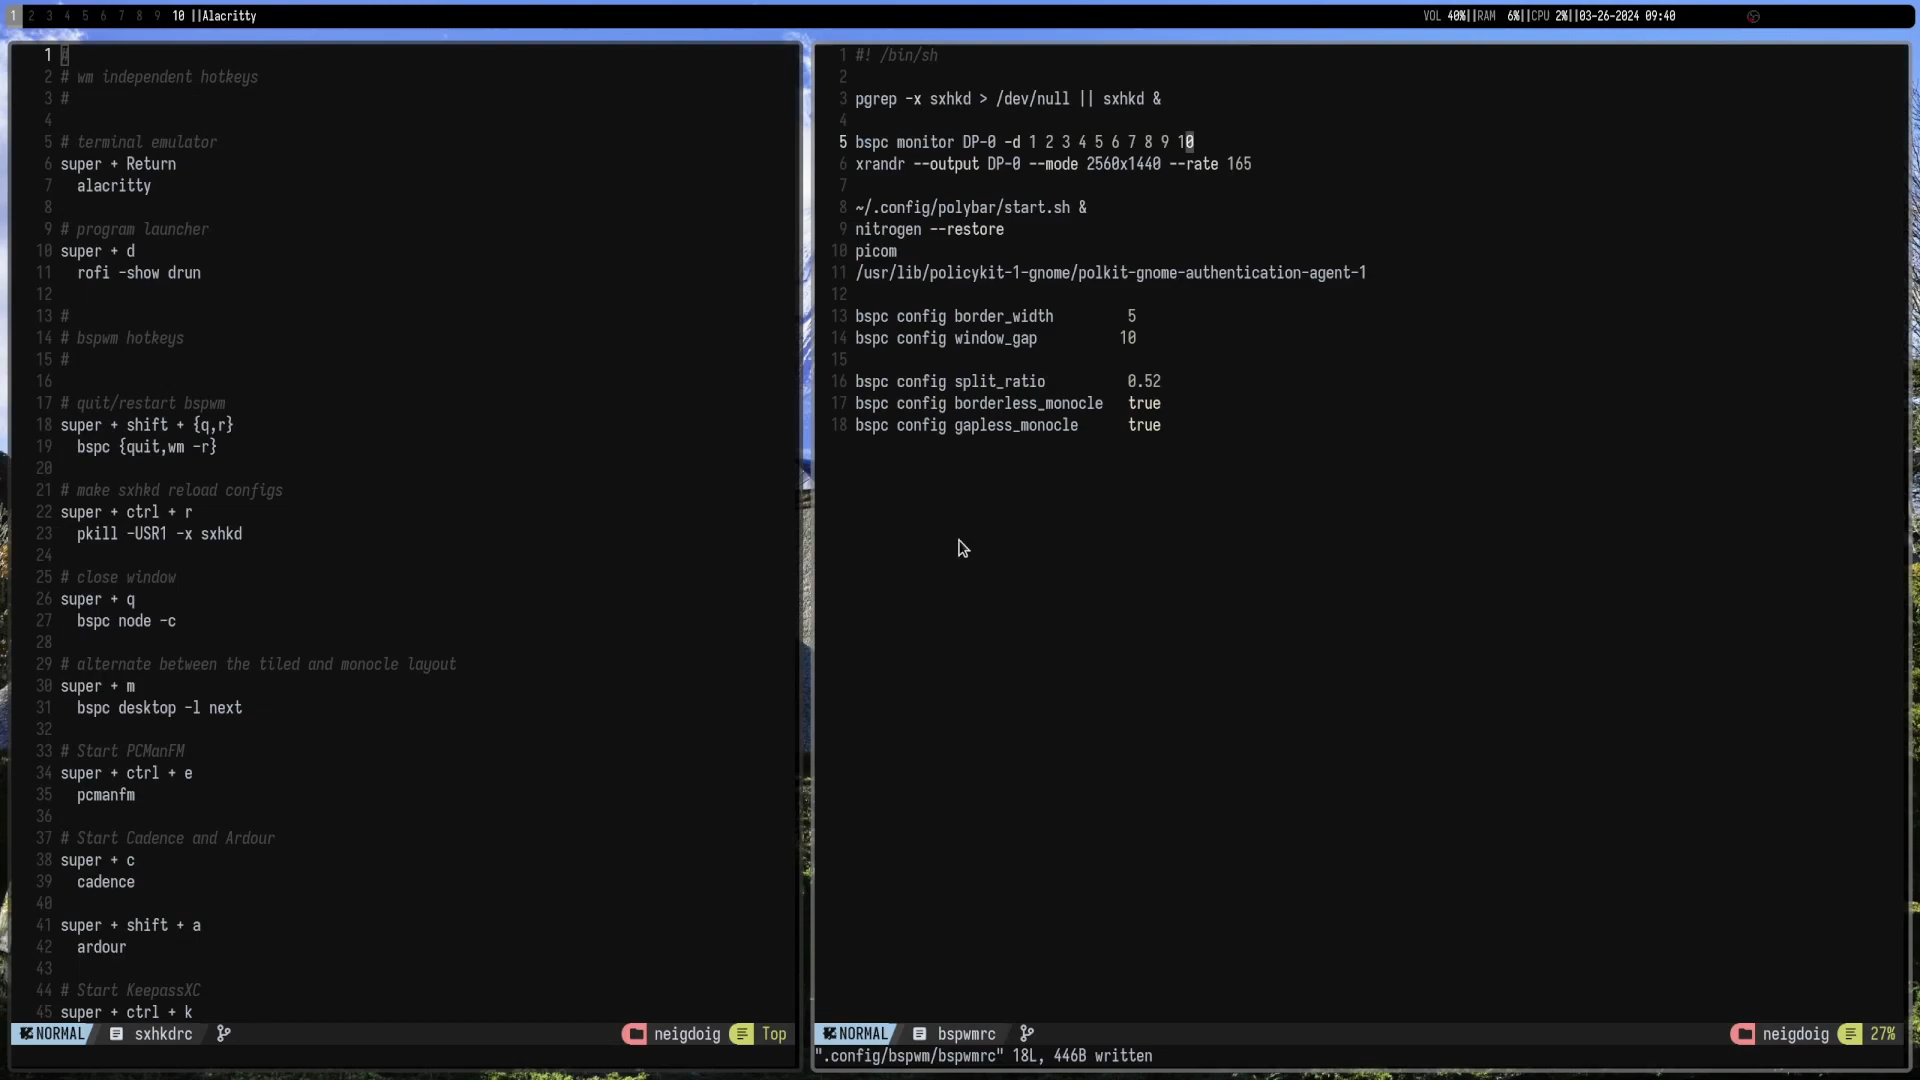 1 2 3 4 5 6 7 8 9 10 ||Alacritty
VOL 40%||RAM 6%||CPU 2%||03-26-2024 09:40
1 #
2 # wm independent hotkeys
3 #
4
5 # terminal emulator
6 super + Return
7 alacritty
8
9 # program launcher
10 super + d
11 rofi -show drun
12
13 #
14 # bspwm hotkeys
15 #
16
17 # quit/restart bspwm
18 super + shift + {q,r}
19 bspc {quit,wm -r}
20
21 # make sxhkd reload configs
22 super + ctrl + r
23 pkill -USR1 -x sxhkd
24
25 # close window
26 super + q
27 bspc node -c
28
29 # alternate between the tiled and monocle layout
30 super + m
31 bspc desktop -l next
32
33 # Start PCManFM
34 super + ctrl + e
35 pcmanfm
36
37 # Start Cadence and Ardour
38 super + c
39 cadence
40
41 super + shift + a
42 ardour
43
44 # Start KeepassXC
45 super + ctrl + k
NORMAL sxhkdrc neigdoig Top
1 #! /bin/sh
2
3 pgrep -x sxhkd > /dev/null || sxhkd &
4
5 bspc monitor DP-0 -d 1 2 3 4 5 6 7 8 9 10
6 xrandr --output DP-0 --mode 2560x1440 --rate 165
7
8 ~/.config/polybar/start.sh &
9 nitrogen --restore
10 picom
11 /usr/lib/policykit-1-gnome/polkit-gnome-authentication-agent-1
12
13 bspc config border_width 5
14 bspc config window_gap 10
15
16 bspc config split_ratio 0.52
17 bspc config borderless_monocle true
18 bspc config gapless_monocle true
NORMAL bspwmrc neigdoig 27%
".config/bspwm/bspwmrc" 18L, 446B written